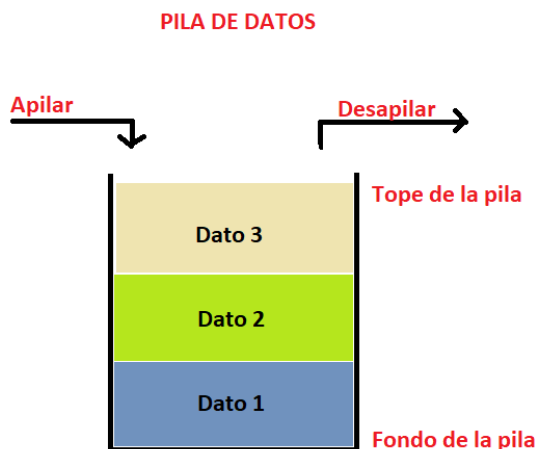 PILA DE DATOS
Apilar
Desapilar
Tope de la pila
Dato 3
Dato 2
Dato 1
Fondo de la pila